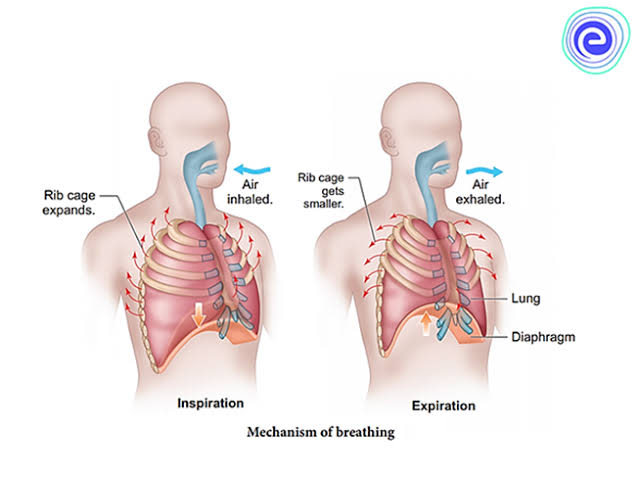 Rib cage
expands.
Air
inhaled.
Inspiration
Rib cage
gets
smaller.
Air
exhaled.
Lung
Diaphragm
Expiration
Mechanism of breathing